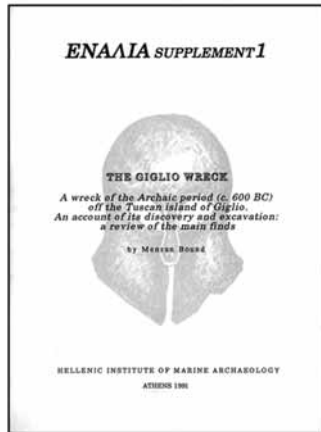 ΕΝΑΛΙΑ SUPPLEMENT 1
THE GIGLIO WRECK
A wreck of the Archaic period (c. 600 BC)
off the Tuscan island of Giglio.
An account of its discovery and excavation:
a review of the main finds
by Mensun Bound
HELLENIC INSTITUTE OF MARINE ARCHAEOLOGY
ATHENS 1991